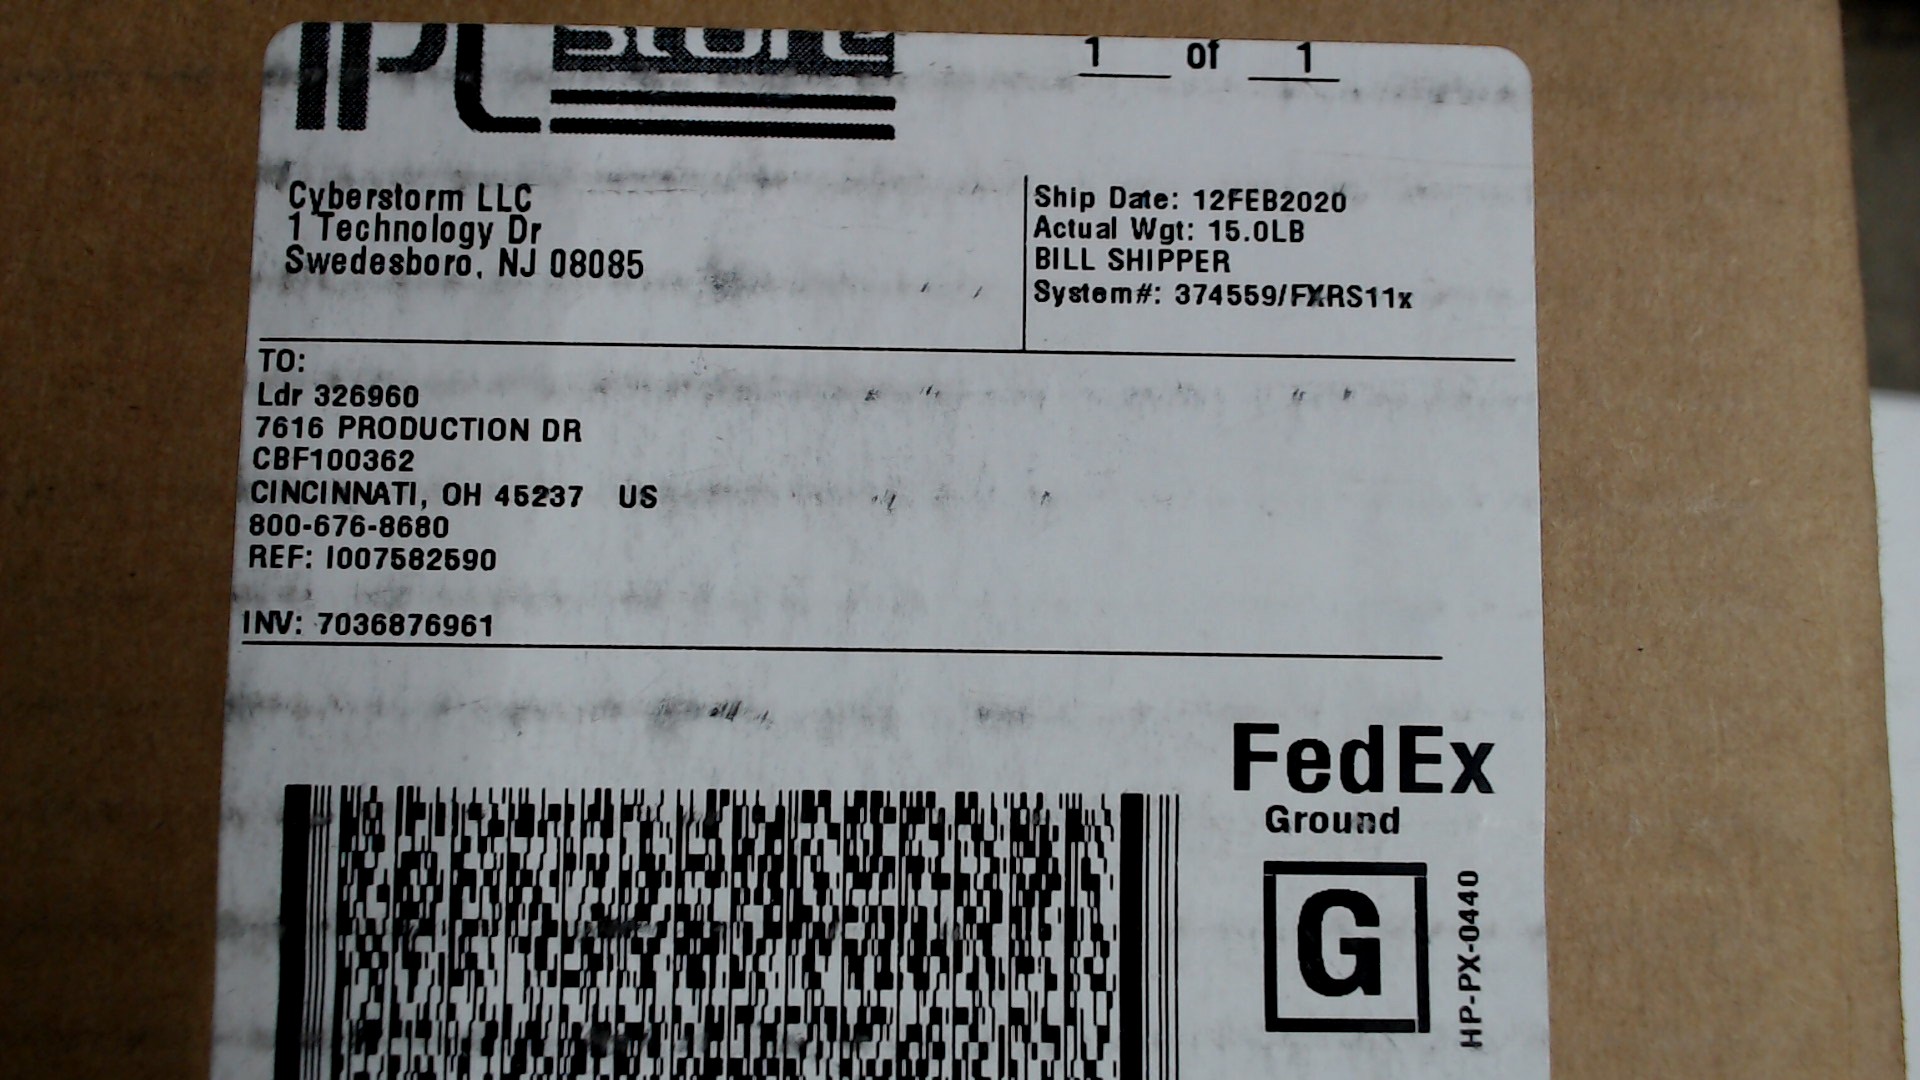 IPC Store
1 of 1
Cyberstorm LLC
1 Technology Dr
Swedesboro, NJ 08085
Ship Date: 12FEB2020
Actual Wgt: 15.0LB
BILL SHIPPER
System#: 374559/FXRS11x
TO:
Ldr 326960
7616 PRODUCTION DR
CBF100362
CINCINNATI, OH 45237 US
800-676-8680
REF: I007582590
INV: 7036876961
FedEx
Ground
G
HP-PX-0440